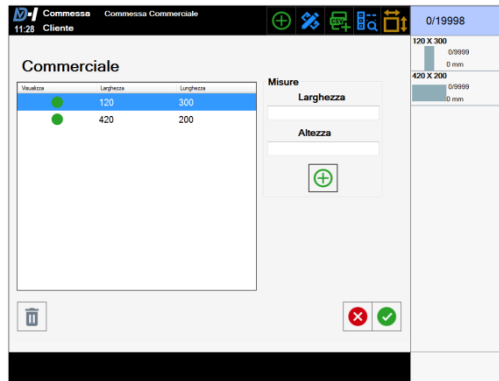 Commessa Commessa Commerciale
11:28 Cliente
0/19998
120 X 300
0/9999
0 mm
420 X 200
0/9999
0 mm
Commerciale
Visualizza Larghezza Lunghezza
120 300
420 200
Misure
Larghezza
Altezza